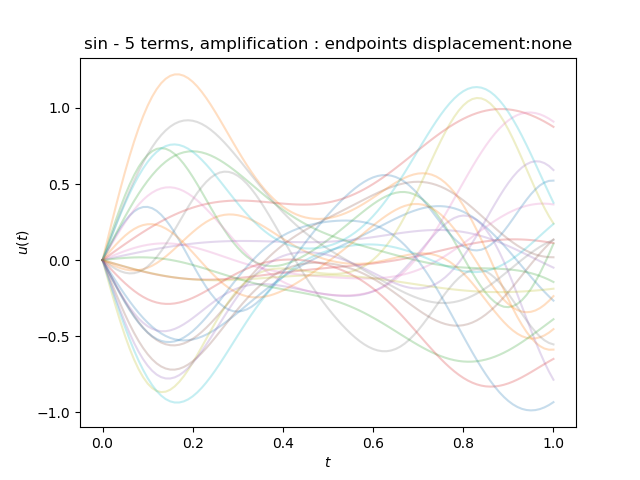 sin - 5 terms, amplification : endpoints displacement:none
1.0
0.5
0.0
−0.5
−1.0
u(t)
0.0 0.2 0.4 0.6 0.8 1.0
t